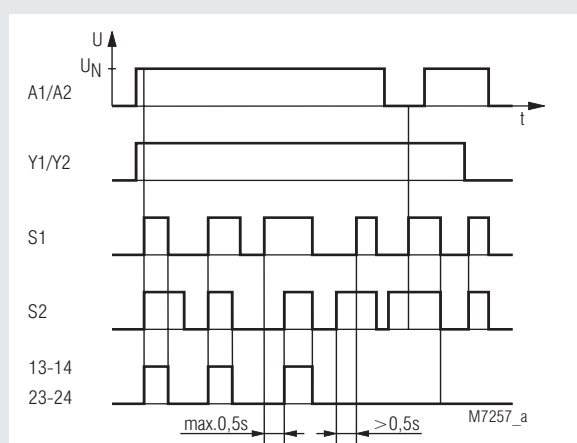 U
U_N
A1/A2
t
Y1/Y2
S1
S2
13-14
23-24
M7257_a
max.0,5s
>0,5s